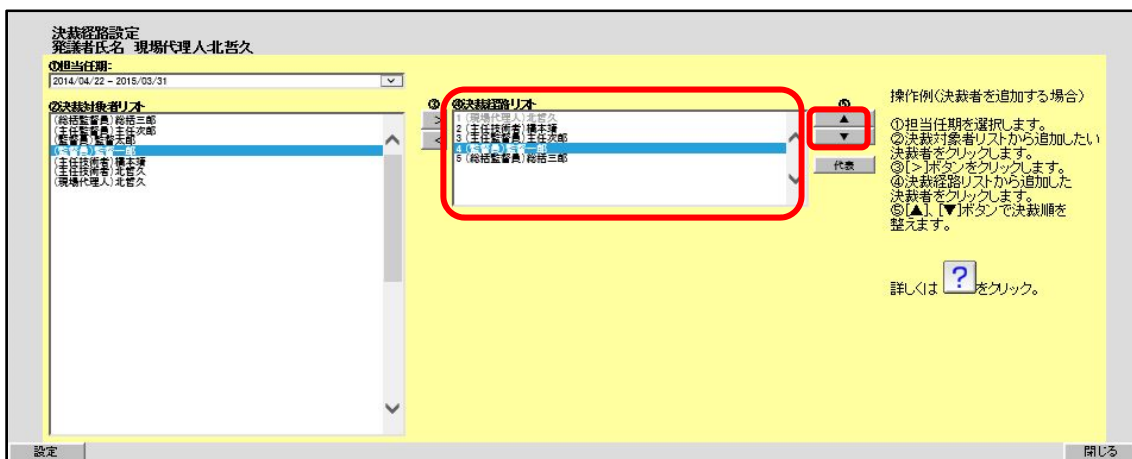 決裁経路設定
発議者氏名 現場代理人北哲久
①担当任期:
2014/04/22 - 2015/03/31
②決裁対象者リスト
(総括監督員)総括三郎
(主任監督員)主任次郎
(監督員)監督太郎
(監督員)監督一郎
(主任技術者)橋本靖
(主任技術者)北哲久
(現場代理人)北哲久
③
>
<
④決裁経路リスト
1 (現場代理人)北哲久
2 (主任技術者)橋本靖
3 (主任監督員)主任次郎
4 (監督員)監督一郎
5 (総括監督員)総括三郎
⑤
▲
▼
代表
操作例(決裁者を追加する場合)
①担当任期を選択します。
②決裁対象者リストから追加したい
決裁者をクリックします。
③[>]ボタンをクリックします。
④決裁経路リストから追加した
決裁者をクリックします。
⑤[▲]、[▼]ボタンで決裁順を
整えます。
詳しくは ? をクリック。
設定
閉じる